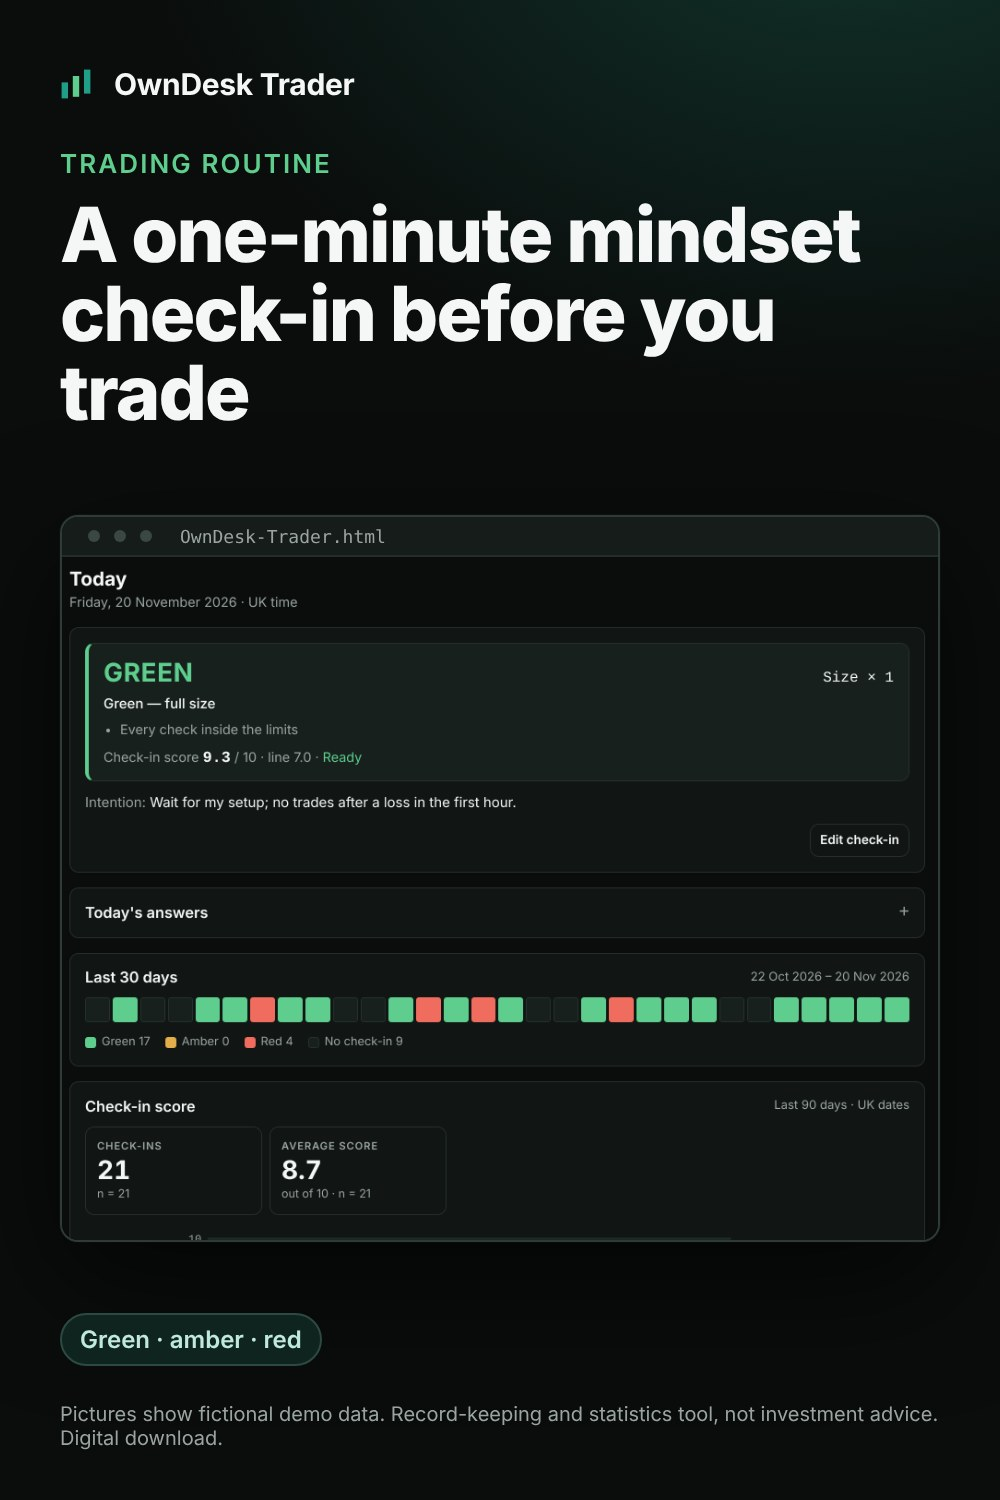 OwnDesk Trader
TRADING ROUTINE
A one-minute mindset
check-in before you
trade
OwnDesk-Trader.html
Today
Friday, 20 November 2026 · UK time
GREEN
Size × 1
Green — full size
• Every check inside the limits
Check-in score 9.3 / 10 · line 7.0 · Ready
Intention: Wait for my setup; no trades after a loss in the first hour.
Edit check-in
Today's answers +
Last 30 days
22 Oct 2026 – 20 Nov 2026
Green 17 Amber 0 Red 4 No check-in 9
Check-in score
Last 90 days · UK dates
CHECK-INS
21
n = 21
AVERAGE SCORE
8.7
out of 10 · n = 21
10
Green · amber · red
Pictures show fictional demo data. Record-keeping and statistics tool, not investment advice.
Digital download.